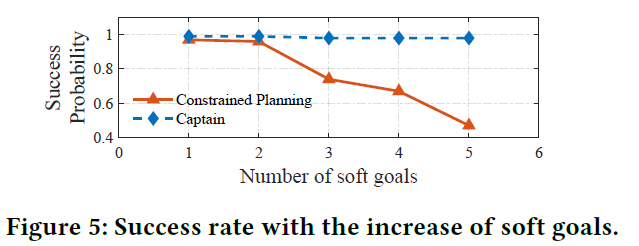 Success
Probability
1
0.8
0.6
0.4
Constrained Planning
Captain
0 1 2 3 4 5 6
Number of soft goals
Figure 5: Success rate with the increase of soft goals.